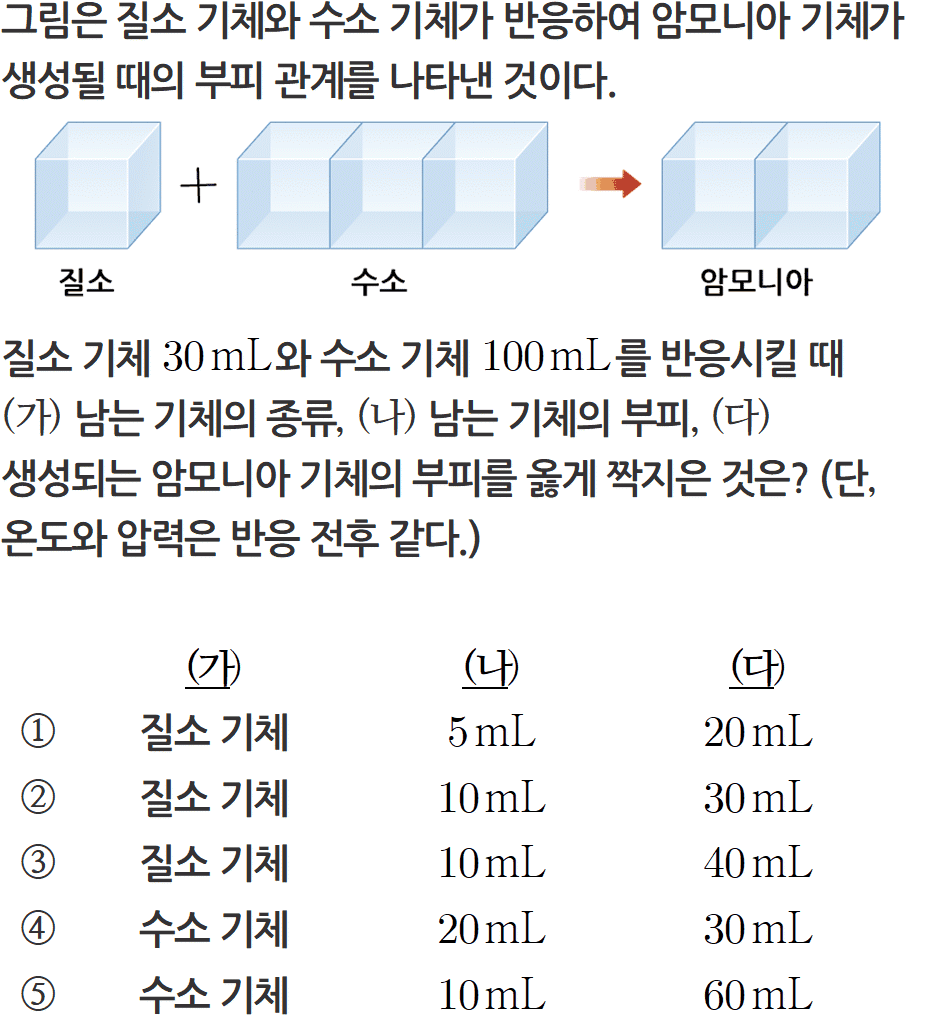 그림은 질소 기체와 수소 기체가 반응하여 암모니아 기체가
생성될 때의 부피 관계를 나타낸 것이다.
+
질소 수소 암모니아
질소 기체 30 mL와 수소 기체 100 mL를 반응시킬 때
(가) 남는 기체의 종류, (나) 남는 기체의 부피, (다)
생성되는 암모니아 기체의 부피를 옳게 짝지은 것은? (단,
온도와 압력은 반응 전후 같다.)
(가) (나) (다)
① 질소 기체 5 mL 20 mL
② 질소 기체 10 mL 30 mL
③ 질소 기체 10 mL 40 mL
④ 수소 기체 20 mL 30 mL
⑤ 수소 기체 10 mL 60 mL